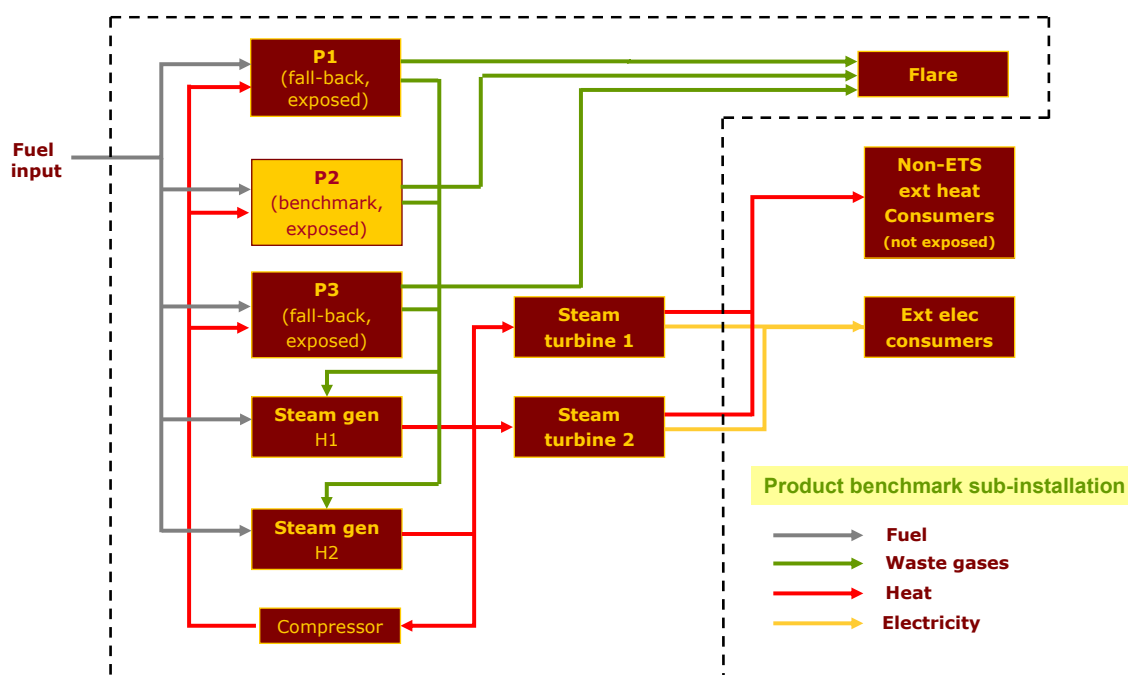 P1
(fall-back,
exposed)
Flare
Fuel
input
P2
(benchmark,
exposed)
Non-ETS
ext heat
Consumers
(not exposed)
P3
(fall-back,
exposed)
Steam
turbine 1
Ext elec
consumers
Steam gen
H1
Steam
turbine 2
Product benchmark sub-installation
Steam gen
H2
Fuel
Waste gases
Heat
Electricity
Compressor